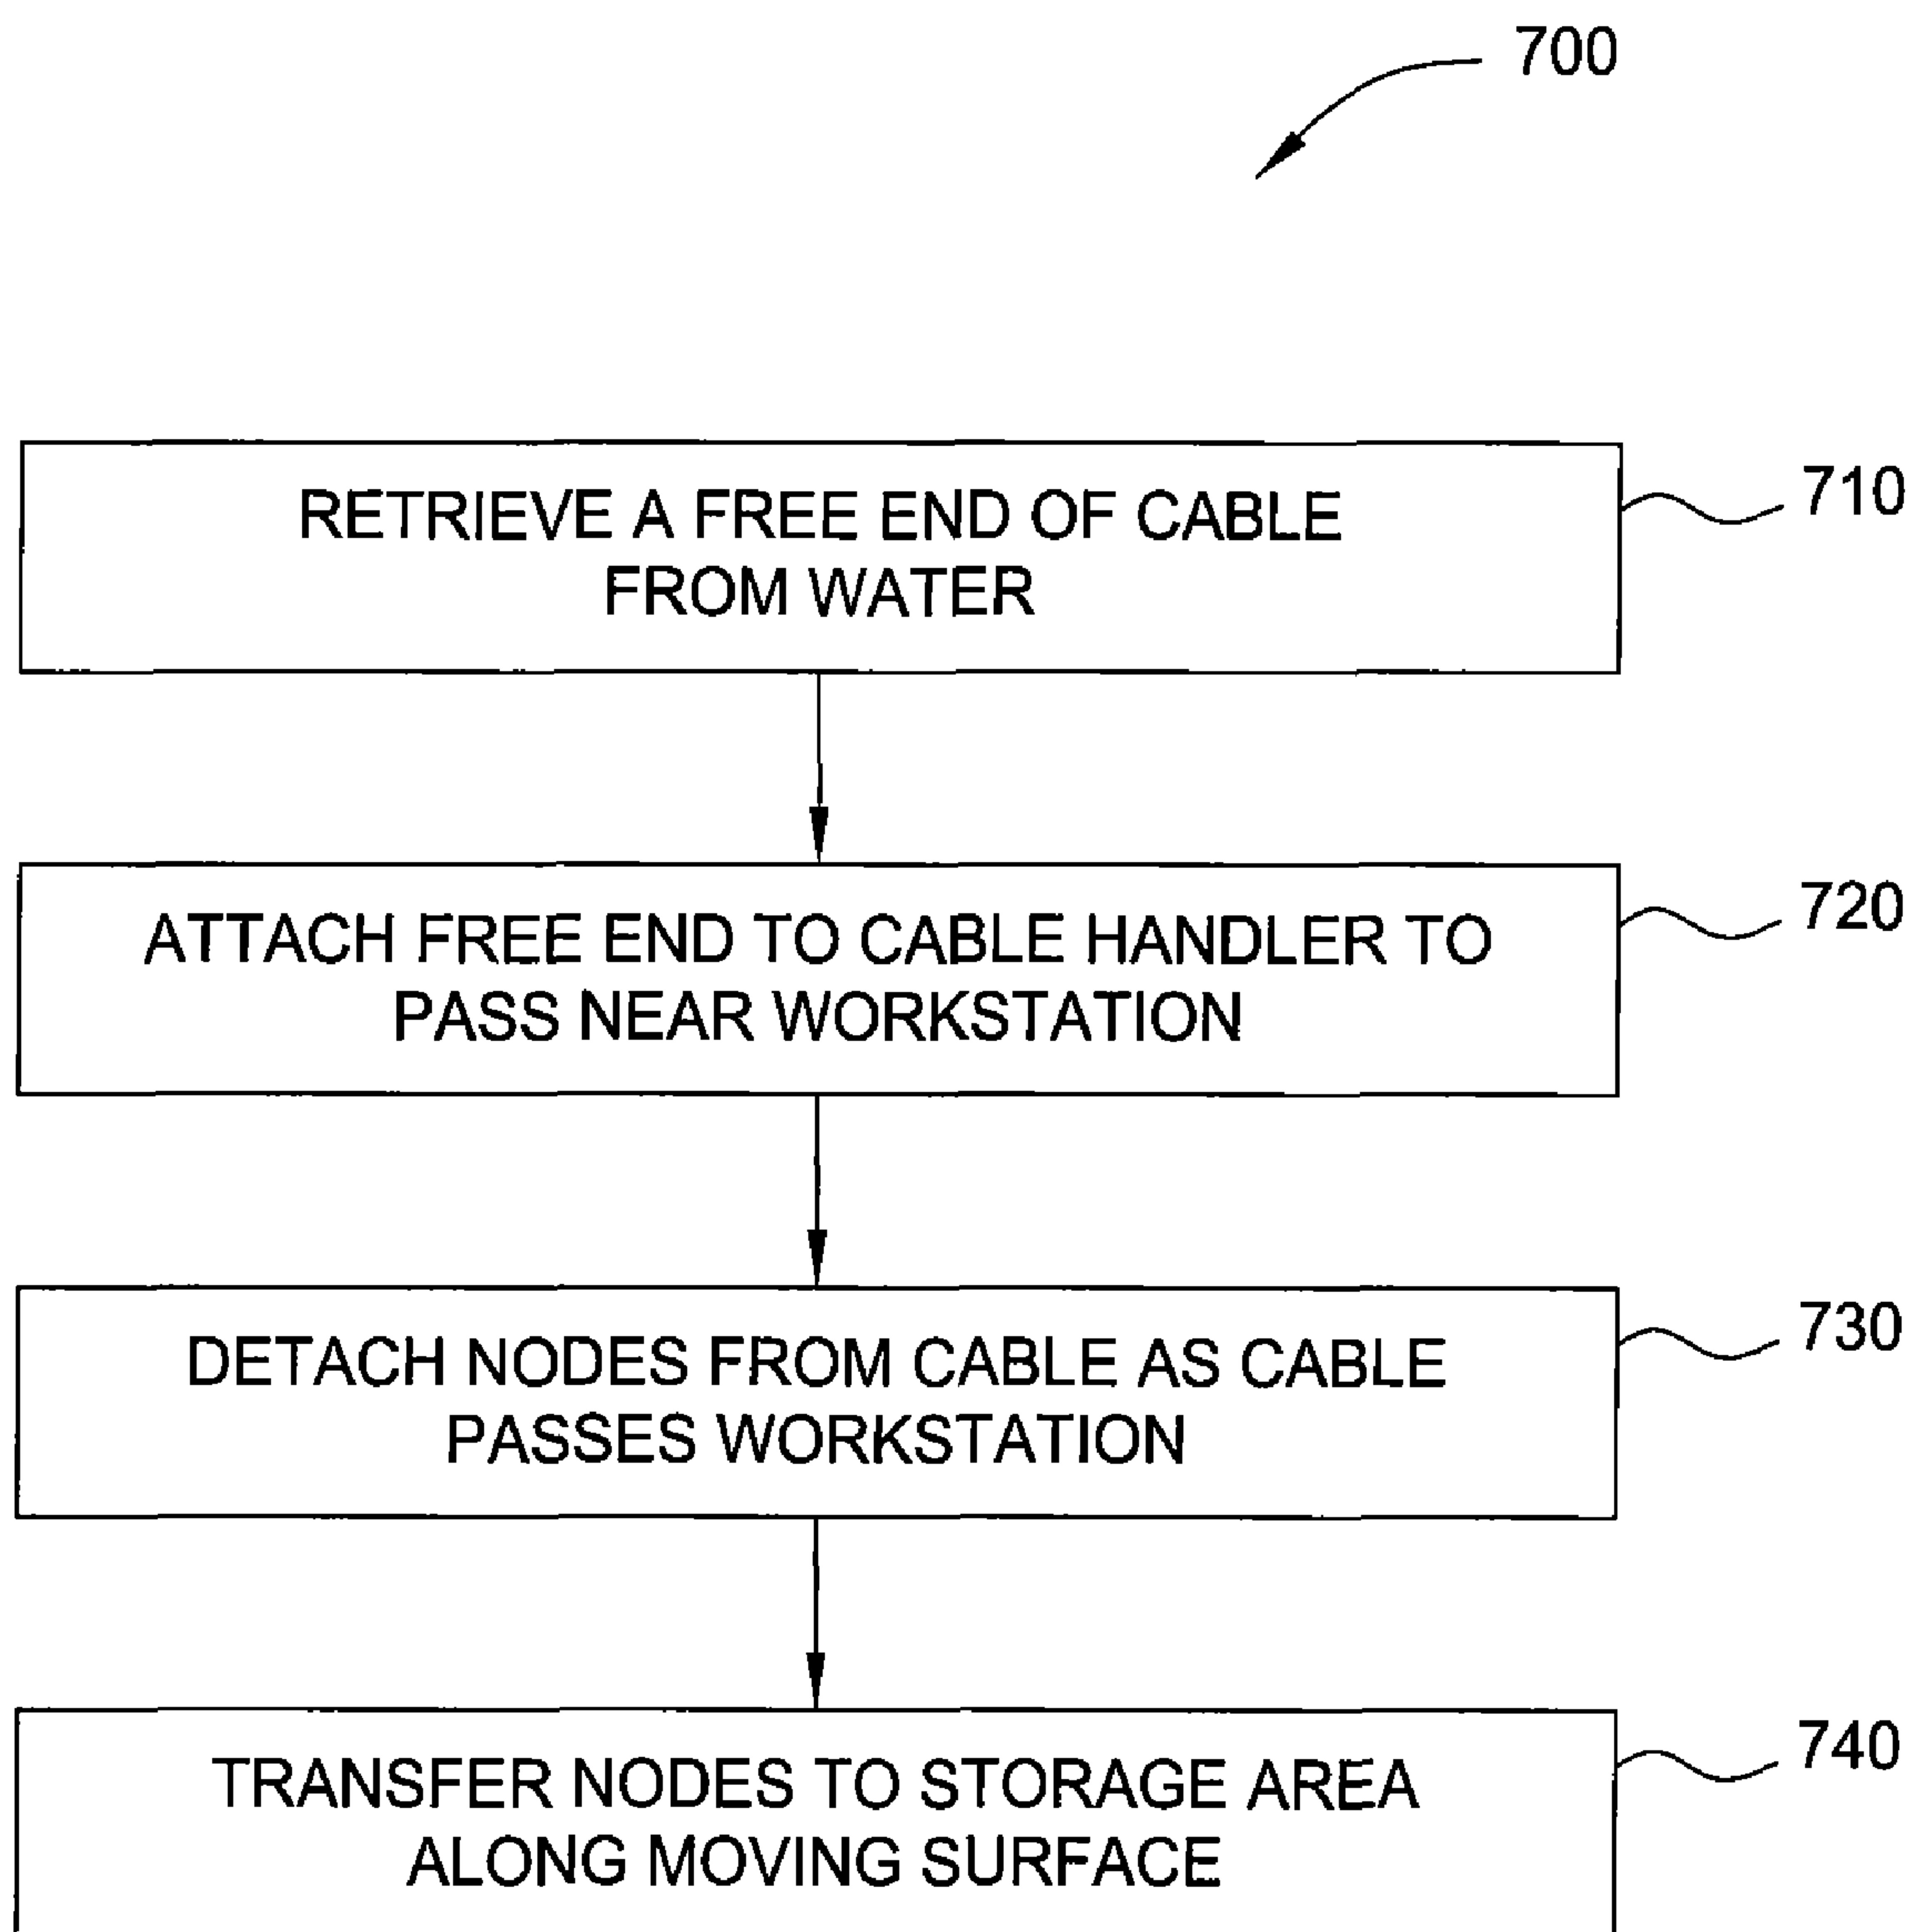 700
RETRIEVE A FREE END OF CABLE
FROM WATER
710
ATTACH FREE END TO CABLE HANDLER TO
PASS NEAR WORKSTATION
720
DETACH NODES FROM CABLE AS CABLE
PASSES WORKSTATION
730
TRANSFER NODES TO STORAGE AREA
ALONG MOVING SURFACE
740